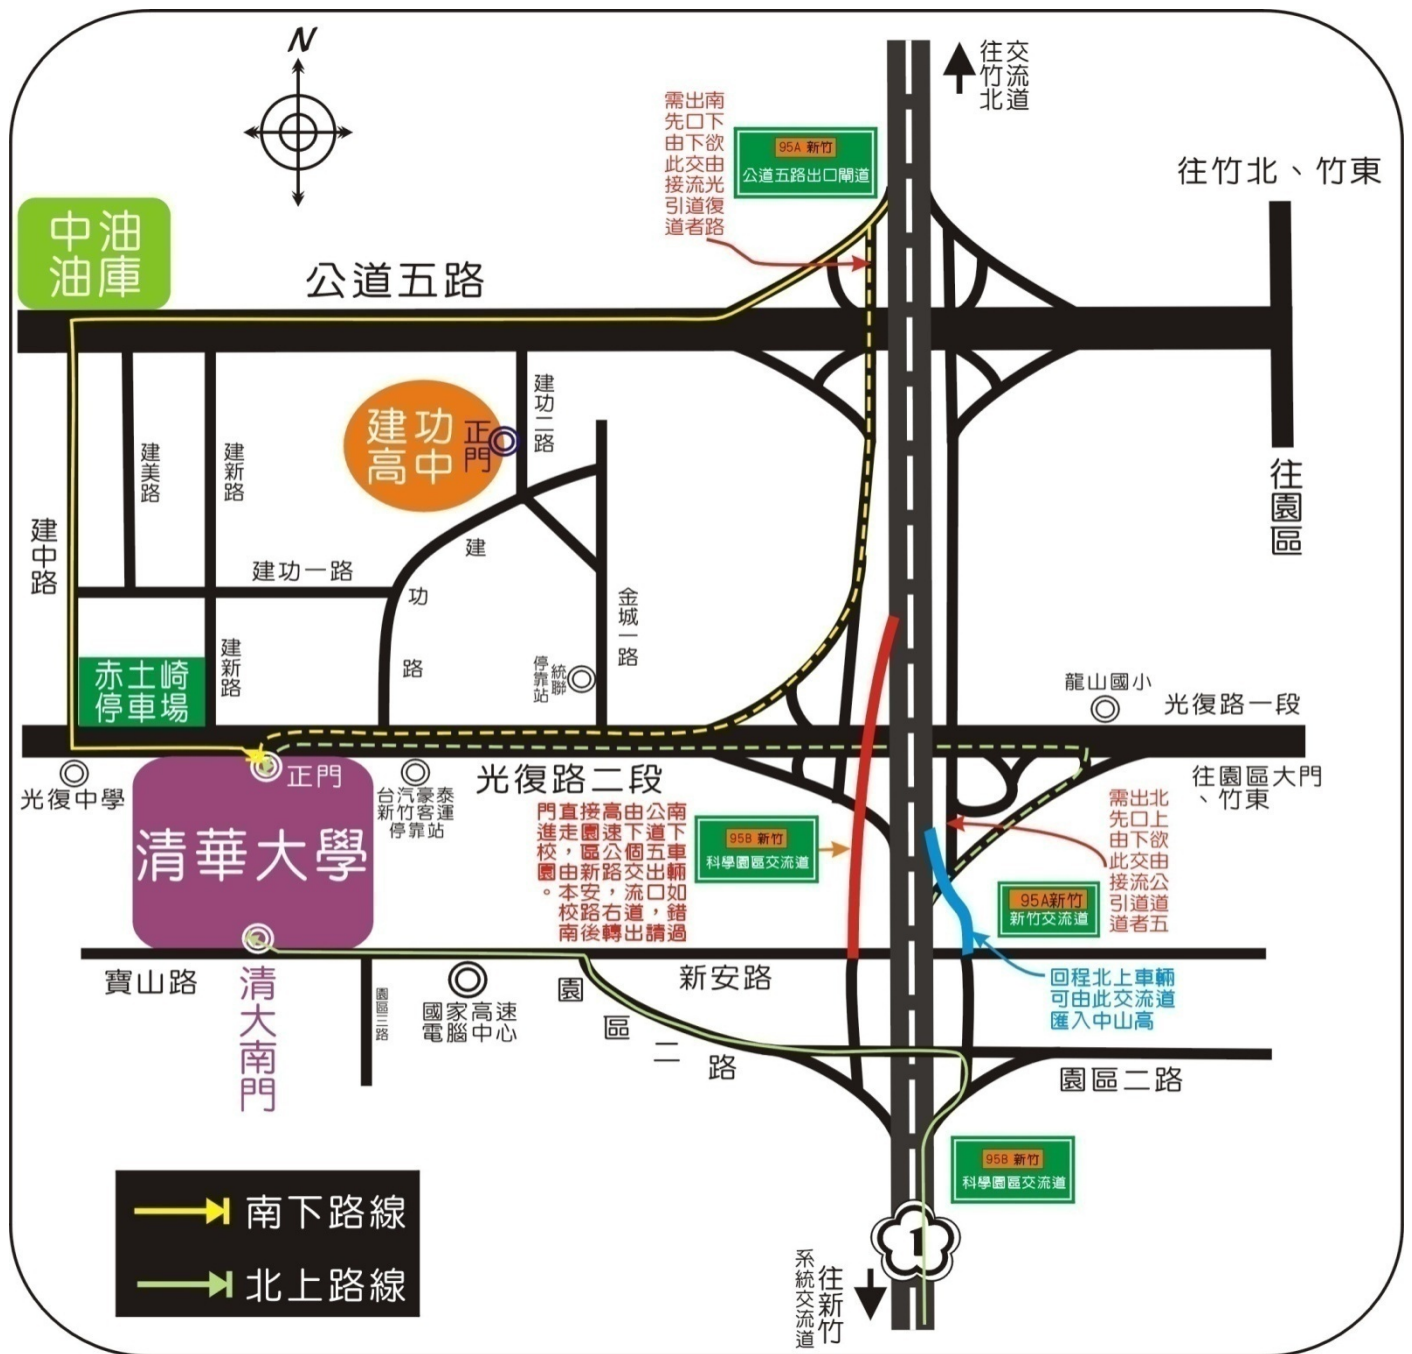 N
往竹北
交流道
南下欲由光復路
出口下交流道者
需先由此接引道
95A 新竹
公道五路出口閘道
往竹北、竹東
中油
油庫
公道五路
建功
高中
正門
建功二路
建美路
建新路
往園區
建中路
建功一路
建功路
金城一路
建新路
赤土崎
停車場
統聯
停靠站
龍山國小
光復路一段
正門
光復中學
台汽豪泰
新竹客運
停靠站
光復路二段
往園區大門
、竹東
清華大學
南下車輛如錯過
公道五出口,請
由下個交流道出
高速公路,右轉
接園區新安路後
直走,由本校南
門進校園。
95B 新竹
科學園區交流道
北上欲由公道五
出口下交流道者
需先由此接引道
95A新竹
新竹交流道
寶山路
清大南門
園區三路
國家高速
電腦中心
園區二路
新安路
回程北上車輛
可由此交流道
匯入中山高
園區二路
95B 新竹
科學園區交流道
南下路線
北上路線
1
往新竹
系統交流道